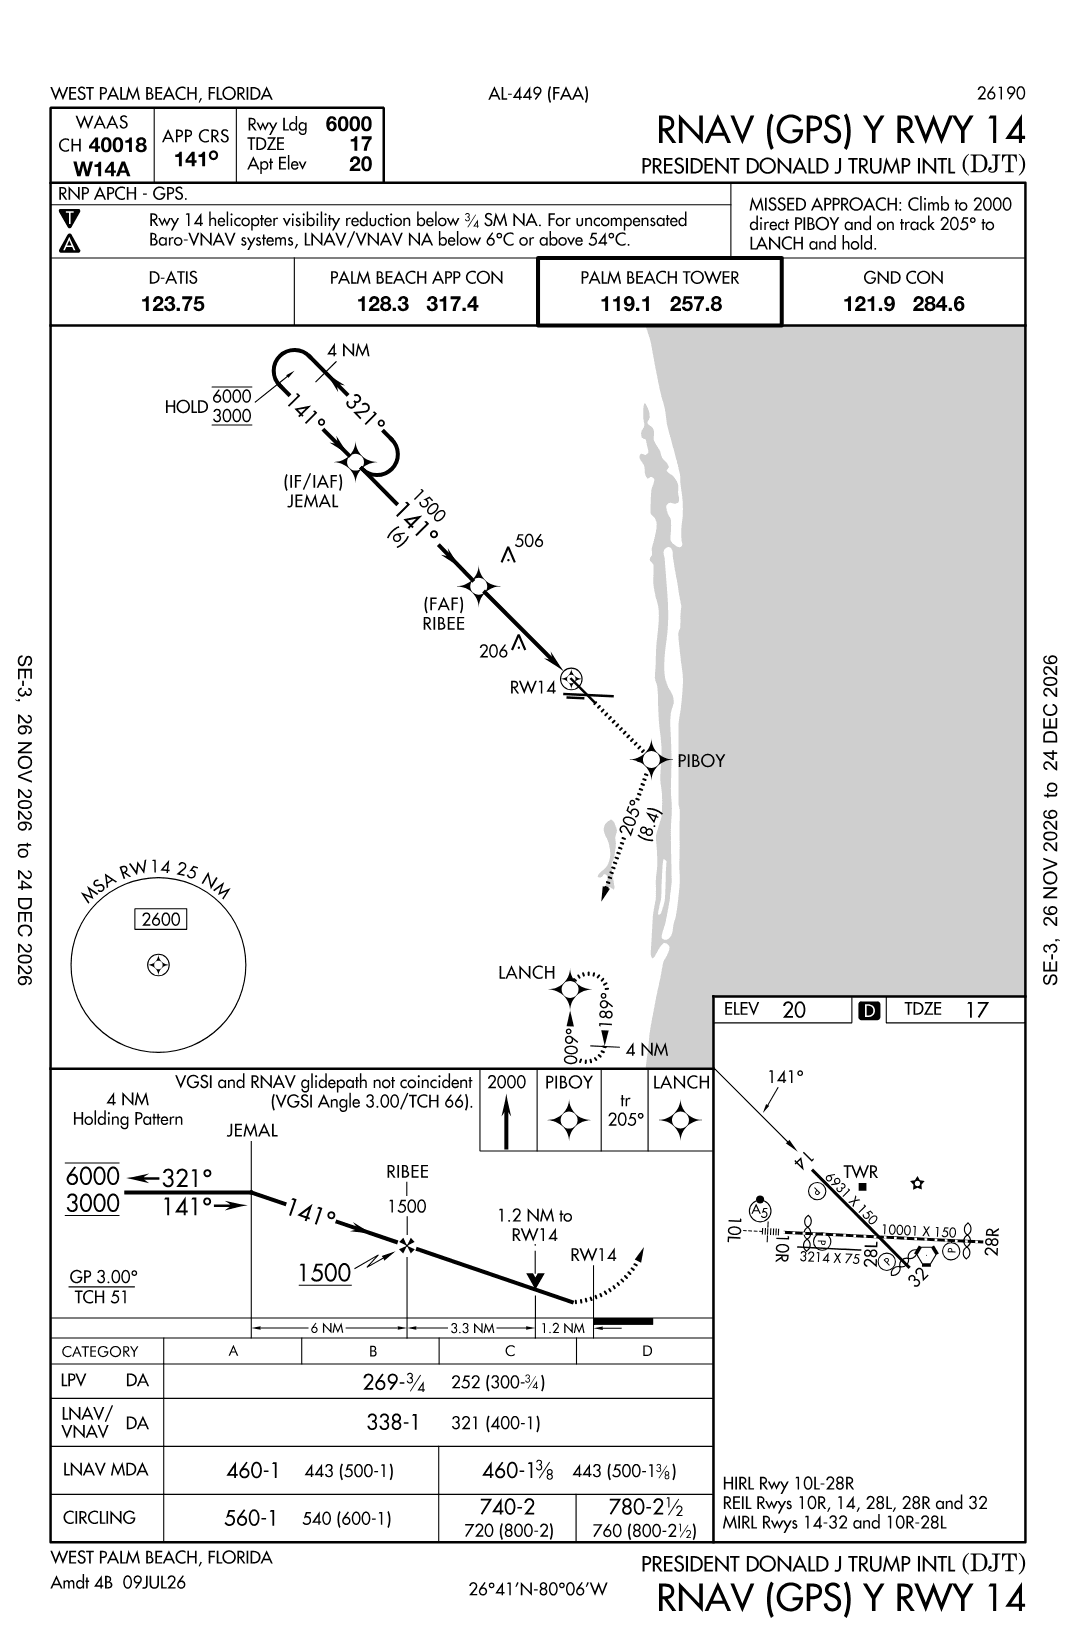 WEST PALM BEACH, FLORIDA
AL-449 (FAA)
26190
WAAS
CH 40018
W14A
APP CRS
141°
Rwy Ldg 6000
TDZE 17
Apt Elev 20
RNAV (GPS) Y RWY 14
PRESIDENT DONALD J TRUMP INTL (DJT)
RNP APCH - GPS.
T
A
Rwy 14 helicopter visibility reduction below ¾ SM NA. For uncompensated
Baro-VNAV systems, LNAV/VNAV NA below 6°C or above 54°C.
MISSED APPROACH: Climb to 2000
direct PIBOY and on track 205° to
LANCH and hold.
D-ATIS
123.75
PALM BEACH APP CON
128.3 317.4
PALM BEACH TOWER
119.1 257.8
GND CON
121.9 284.6
4 NM
HOLD 6000
3000
141°
321°
(IF/IAF)
JEMAL
1500
141°
(6)
506
(FAF)
RIBEE
206
RW14
PIBOY
205°
(8.4)
MSA RW14 25 NM
2600
LANCH
009°
189°
4 NM
SE-3, 26 NOV 2026 to 24 DEC 2026
SE-3, 26 NOV 2026 to 24 DEC 2026
ELEV 20
D
TDZE 17
141°
14
TWR
6931 X 150
P
A5
10L
10001 X 150
28R
10R
P
3214 X 75
28L
P
P
32
HIRL Rwy 10L-28R
REIL Rwys 10R, 14, 28L, 28R and 32
MIRL Rwys 14-32 and 10R-28L
4 NM
Holding Pattern
VGSI and RNAV glidepath not coincident
(VGSI Angle 3.00/TCH 66).
2000
PIBOY
tr
205°
LANCH
JEMAL
6000
3000
321°
141°
141°
RIBEE
1500
1500
1.2 NM to
RW14
RW14
GP 3.00°
TCH 51
6 NM
3.3 NM
1.2 NM
CATEGORY A B C D
LPV DA 269-¾ 252 (300-¾)
LNAV/
VNAV DA 338-1 321 (400-1)
LNAV MDA 460-1 443 (500-1) 460-1⅜ 443 (500-1⅜)
CIRCLING 560-1 540 (600-1)
740-2
720 (800-2)
780-2½
760 (800-2½)
WEST PALM BEACH, FLORIDA
Amdt 4B 09JUL26
26°41'N-80°06'W
PRESIDENT DONALD J TRUMP INTL (DJT)
RNAV (GPS) Y RWY 14